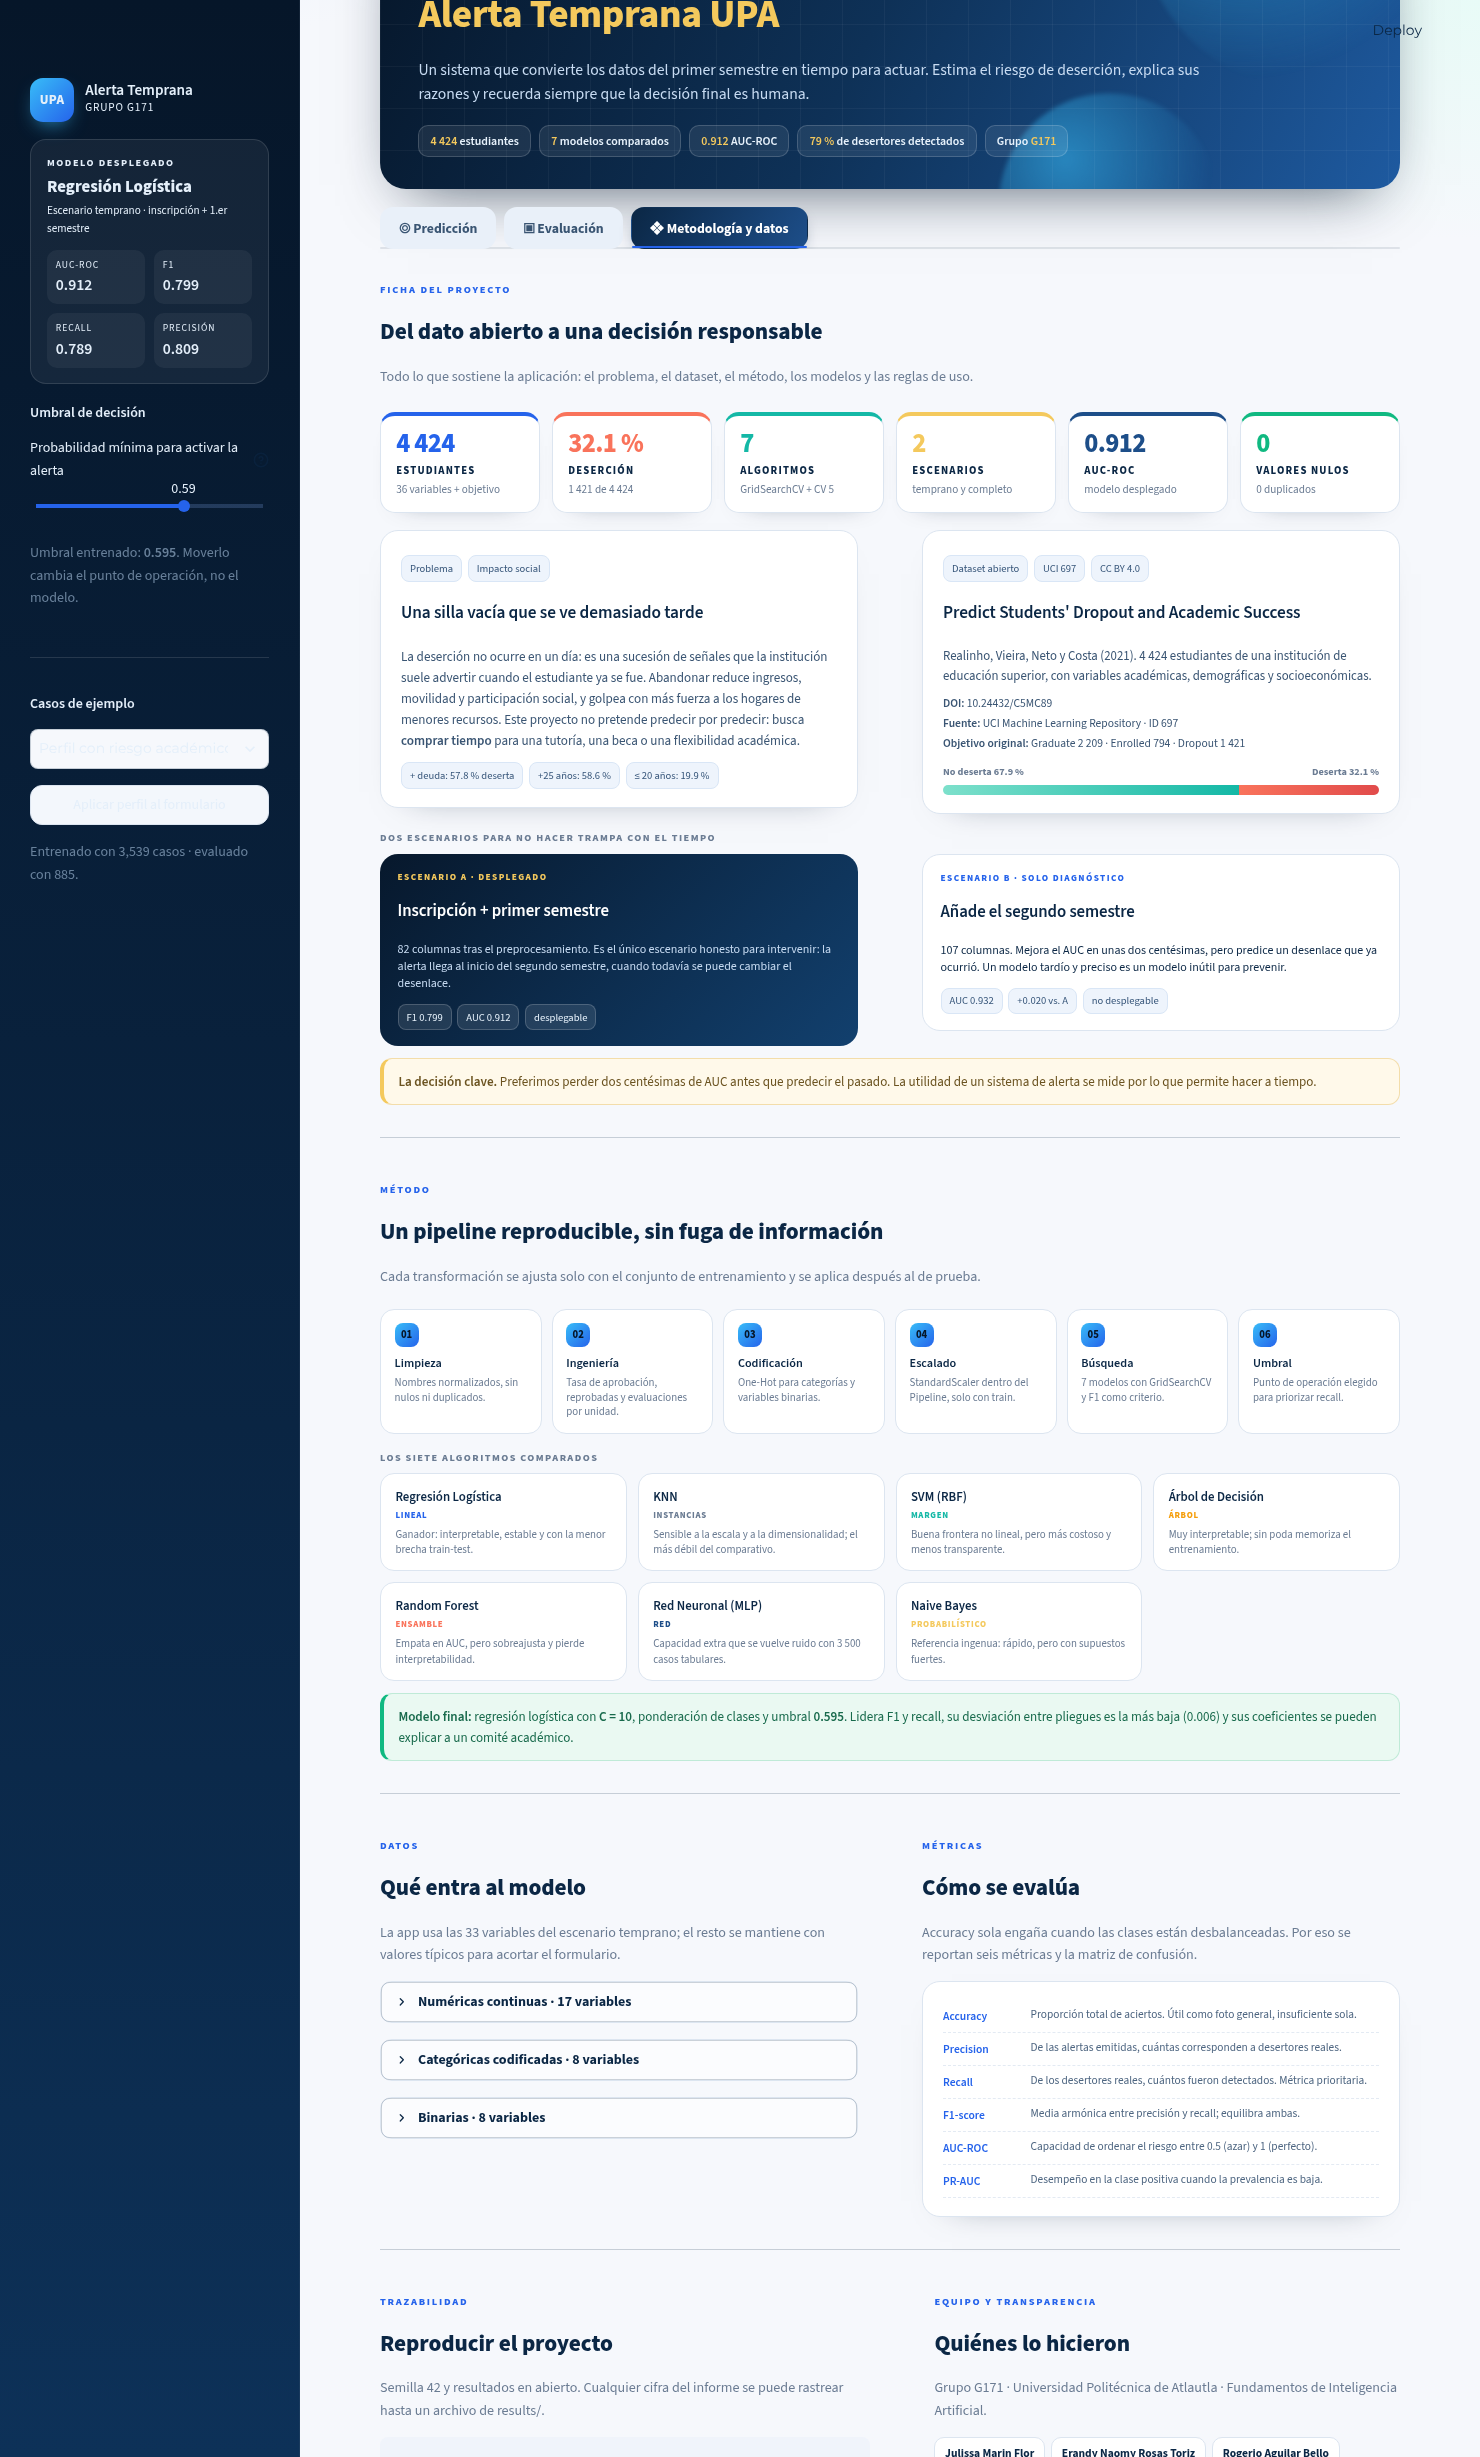 UPA
Alerta Temprana
GRUPO G171
MODELO DESPLEGADO
Regresión Logística
Escenario temprano · inscripción + 1.er
semestre
AUC-ROC
0.912
F1
0.799
RECALL
0.789
PRECISIÓN
0.809
Umbral de decisión
Probabilidad mínima para activar la
alerta
0.59
Umbral entrenado: 0.595. Moverlo
cambia el punto de operación, no el
modelo.
Casos de ejemplo
Perfil con riesgo académico
Aplicar perfil al formulario
Entrenado con 3,539 casos · evaluado
con 885.
Deploy
Alerta Temprana UPA
Un sistema que convierte los datos del primer semestre en tiempo para actuar. Estima el riesgo de deserción, explica sus
razones y recuerda siempre que la decisión final es humana.
4 424 estudiantes
7 modelos comparados
0.912 AUC-ROC
79 % de desertores detectados
Grupo G171
◎ Predicción
▣ Evaluación
❖ Metodología y datos
FICHA DEL PROYECTO
Del dato abierto a una decisión responsable
Todo lo que sostiene la aplicación: el problema, el dataset, el método, los modelos y las reglas de uso.
4 424
ESTUDIANTES
36 variables + objetivo
32.1 %
DESERCIÓN
1 421 de 4 424
7
ALGORITMOS
GridSearchCV + CV 5
2
ESCENARIOS
temprano y completo
0.912
AUC-ROC
modelo desplegado
0
VALORES NULOS
0 duplicados
Problema
Impacto social
Una silla vacía que se ve demasiado tarde
La deserción no ocurre en un día: es una sucesión de señales que la institución
suele advertir cuando el estudiante ya se fue. Abandonar reduce ingresos,
movilidad y participación social, y golpea con más fuerza a los hogares de
menores recursos. Este proyecto no pretende predecir por predecir: busca
comprar tiempo para una tutoría, una beca o una flexibilidad académica.
+ deuda: 57.8 % deserta
+25 años: 58.6 %
≤ 20 años: 19.9 %
Dataset abierto
UCI 697
CC BY 4.0
Predict Students' Dropout and Academic Success
Realinho, Vieira, Neto y Costa (2021). 4 424 estudiantes de una institución de
educación superior, con variables académicas, demográficas y socioeconómicas.
DOI: 10.24432/C5MC89
Fuente: UCI Machine Learning Repository · ID 697
Objetivo original: Graduate 2 209 · Enrolled 794 · Dropout 1 421
No deserta 67.9 %
Deserta 32.1 %
DOS ESCENARIOS PARA NO HACER TRAMPA CON EL TIEMPO
ESCENARIO A · DESPLEGADO
Inscripción + primer semestre
82 columnas tras el preprocesamiento. Es el único escenario honesto para intervenir: la
alerta llega al inicio del segundo semestre, cuando todavía se puede cambiar el
desenlace.
F1 0.799
AUC 0.912
desplegable
ESCENARIO B · SOLO DIAGNÓSTICO
Añade el segundo semestre
107 columnas. Mejora el AUC en unas dos centésimas, pero predice un desenlace que ya
ocurrió. Un modelo tardío y preciso es un modelo inútil para prevenir.
AUC 0.932
+0.020 vs. A
no desplegable
La decisión clave. Preferimos perder dos centésimas de AUC antes que predecir el pasado. La utilidad de un sistema de alerta se mide por lo que permite hacer a tiempo.
MÉTODO
Un pipeline reproducible, sin fuga de información
Cada transformación se ajusta solo con el conjunto de entrenamiento y se aplica después al de prueba.
01
Limpieza
Nombres normalizados, sin
nulos ni duplicados.
02
Ingeniería
Tasa de aprobación,
reprobadas y evaluaciones
por unidad.
03
Codificación
One-Hot para categorías y
variables binarias.
04
Escalado
StandardScaler dentro del
Pipeline, solo con train.
05
Búsqueda
7 modelos con GridSearchCV
y F1 como criterio.
06
Umbral
Punto de operación elegido
para priorizar recall.
LOS SIETE ALGORITMOS COMPARADOS
Regresión Logística
LINEAL
Ganador: interpretable, estable y con la menor
brecha train-test.
KNN
INSTANCIAS
Sensible a la escala y a la dimensionalidad; el
más débil del comparativo.
SVM (RBF)
MARGEN
Buena frontera no lineal, pero más costoso y
menos transparente.
Árbol de Decisión
ÁRBOL
Muy interpretable; sin poda memoriza el
entrenamiento.
Random Forest
ENSAMBLE
Empata en AUC, pero sobreajusta y pierde
interpretabilidad.
Red Neuronal (MLP)
RED
Capacidad extra que se vuelve ruido con 3 500
casos tabulares.
Naive Bayes
PROBABILÍSTICO
Referencia ingenua: rápido, pero con supuestos
fuertes.
Modelo final: regresión logística con C = 10, ponderación de clases y umbral 0.595. Lidera F1 y recall, su desviación entre pliegues es la más baja (0.006) y sus coeficientes se pueden
explicar a un comité académico.
DATOS
Qué entra al modelo
La app usa las 33 variables del escenario temprano; el resto se mantiene con
valores típicos para acortar el formulario.
Numéricas continuas · 17 variables
Categóricas codificadas · 8 variables
Binarias · 8 variables
MÉTRICAS
Cómo se evalúa
Accuracy sola engaña cuando las clases están desbalanceadas. Por eso se
reportan seis métricas y la matriz de confusión.
Accuracy Proporción total de aciertos. Útil como foto general, insuficiente sola.
Precision De las alertas emitidas, cuántas corresponden a desertores reales.
Recall De los desertores reales, cuántos fueron detectados. Métrica prioritaria.
F1-score Media armónica entre precisión y recall; equilibra ambas.
AUC-ROC Capacidad de ordenar el riesgo entre 0.5 (azar) y 1 (perfecto).
PR-AUC Desempeño en la clase positiva cuando la prevalencia es baja.
TRAZABILIDAD
Reproducir el proyecto
Semilla 42 y resultados en abierto. Cualquier cifra del informe se puede rastrear
hasta un archivo de results/.
EQUIPO Y TRANSPARENCIA
Quiénes lo hicieron
Grupo G171 · Universidad Politécnica de Atlautla · Fundamentos de Inteligencia
Artificial.
Julissa Marin Flor
Erandy Naomy Rosas Toriz
Rogerio Aguilar Bello